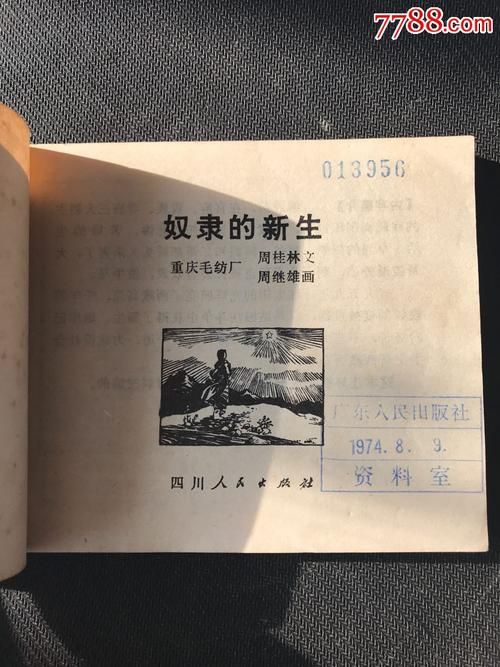 7788.com
013956
奴隶的新生
重庆毛纺厂 周桂林文
周继雄画
四川人民出版社
广东人民出版社
1974.8.9.
资料室